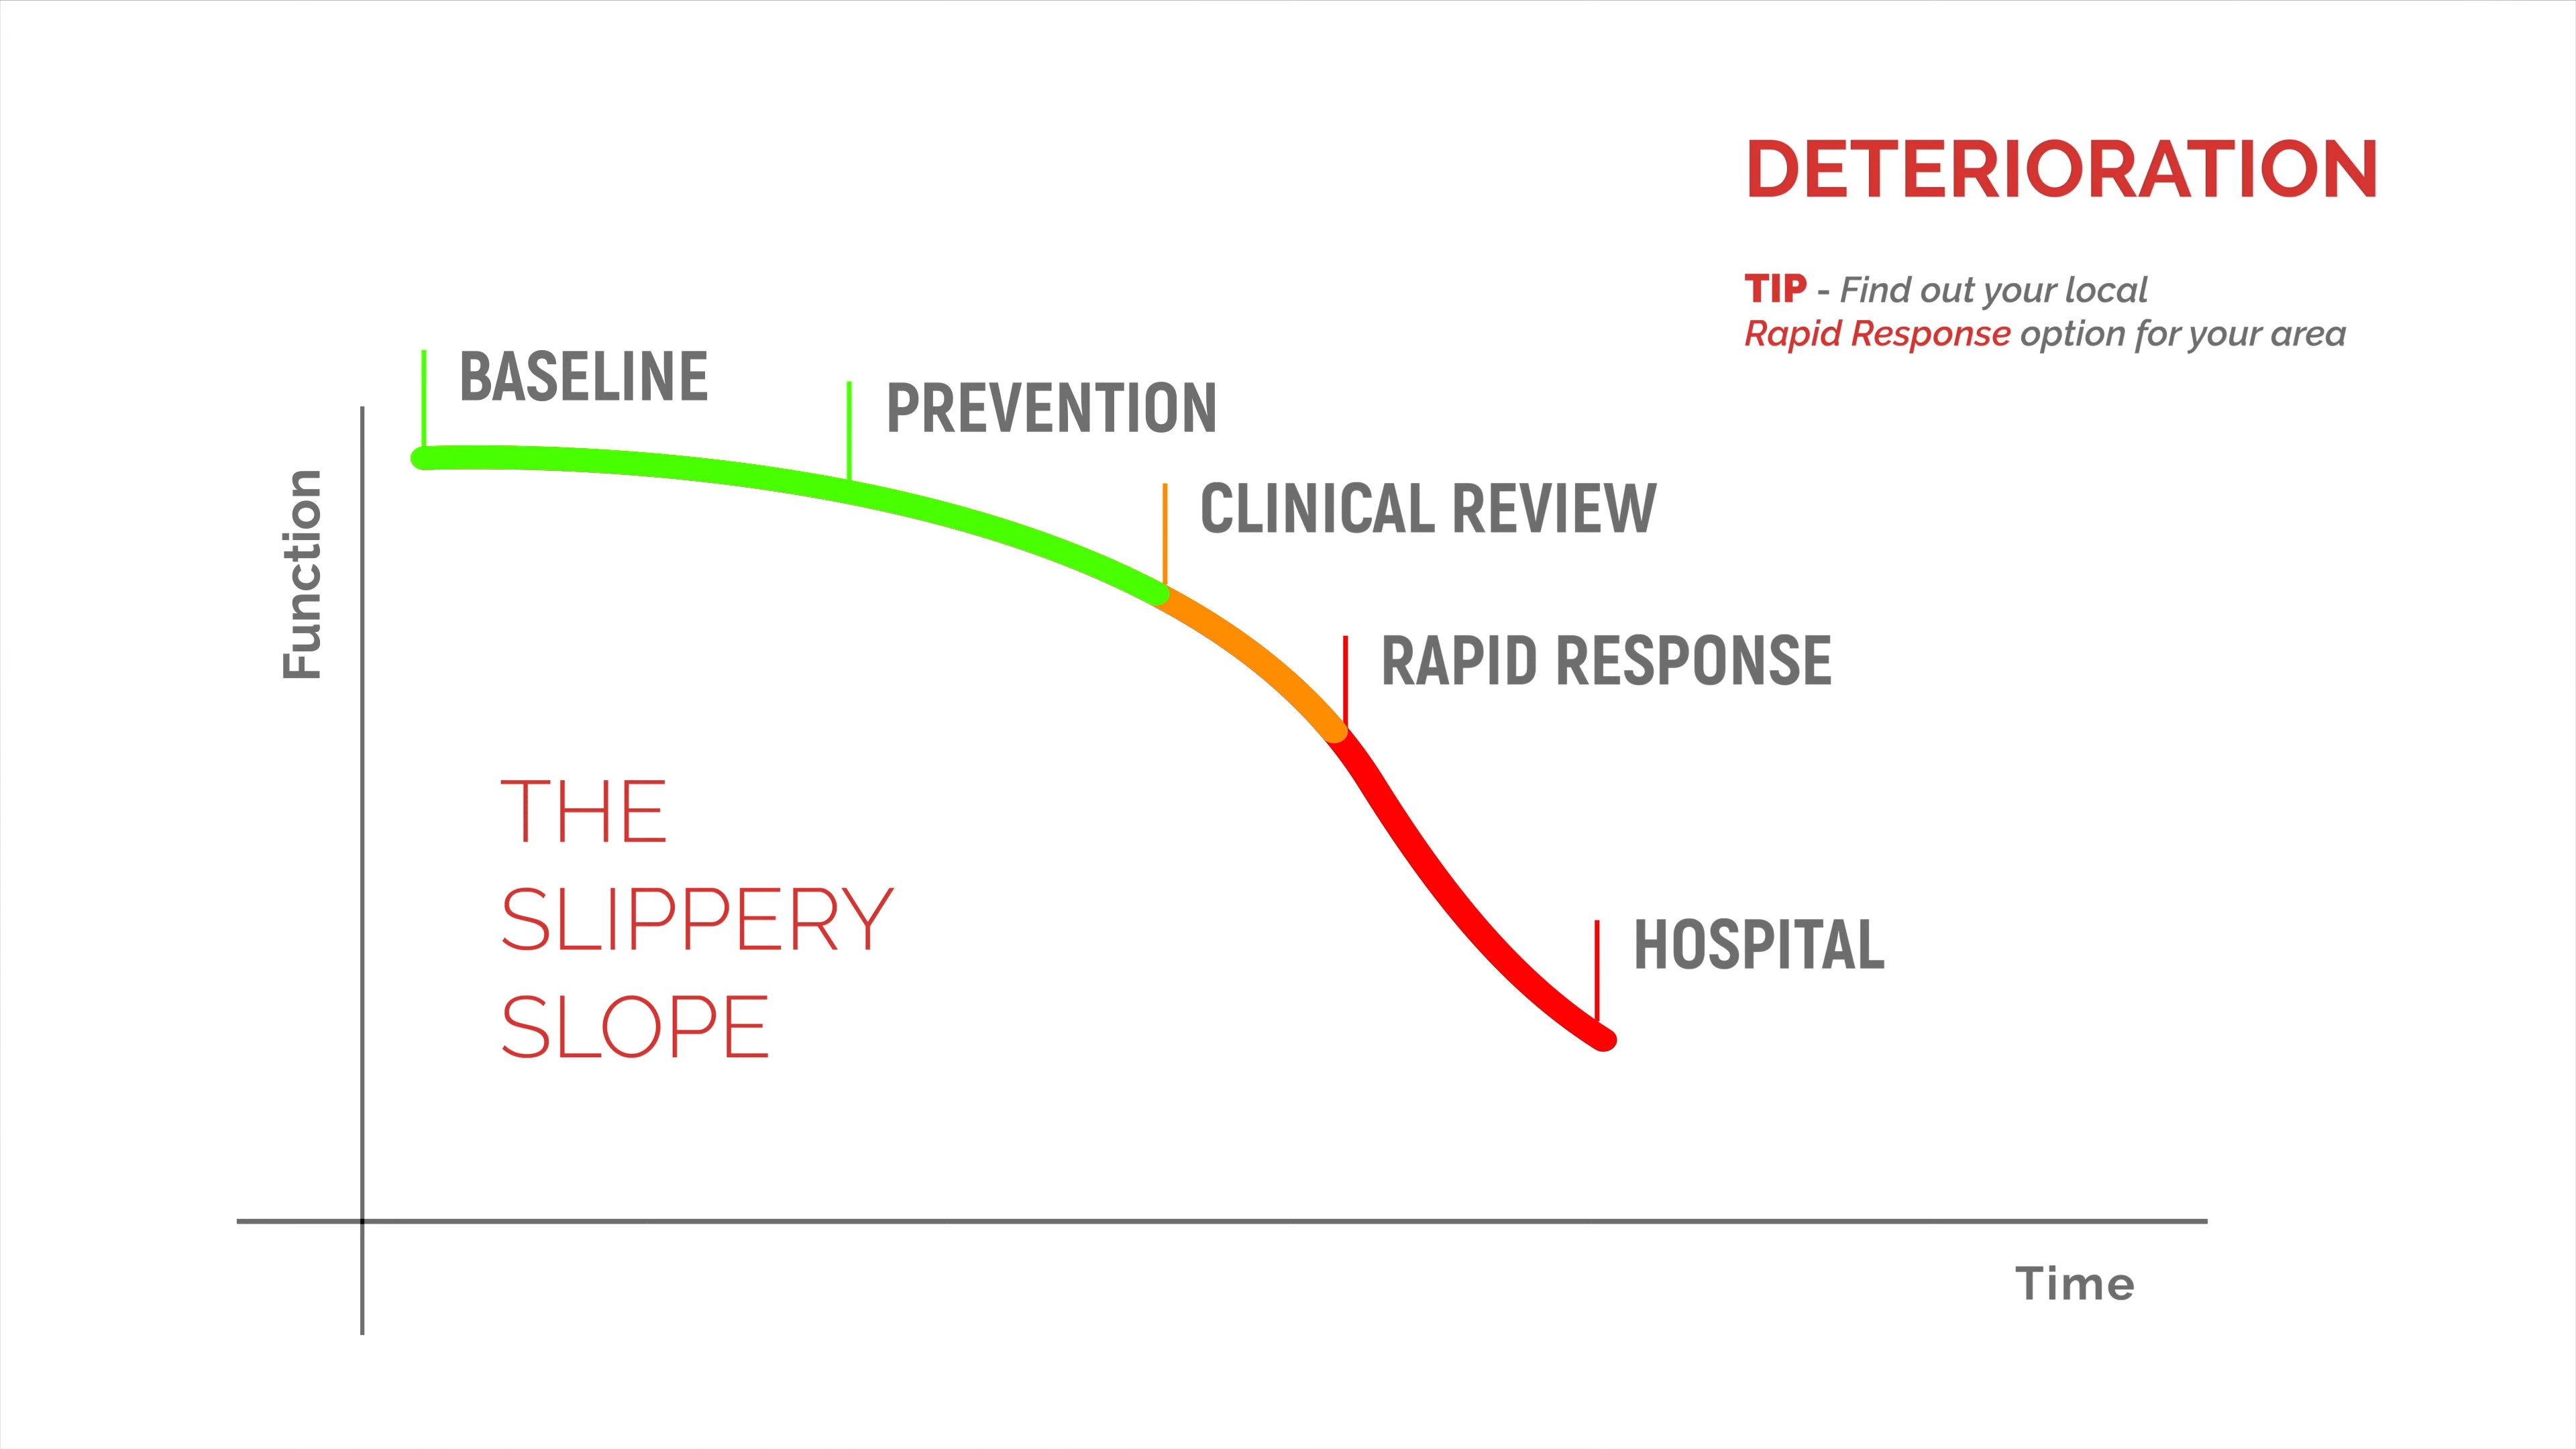 DETERIORATION
TIP - Find out your local
Rapid Response option for your area
BASELINE
PREVENTION
CLINICAL REVIEW
RAPID RESPONSE
HOSPITAL
Function
THE
SLIPPERY
SLOPE
Time